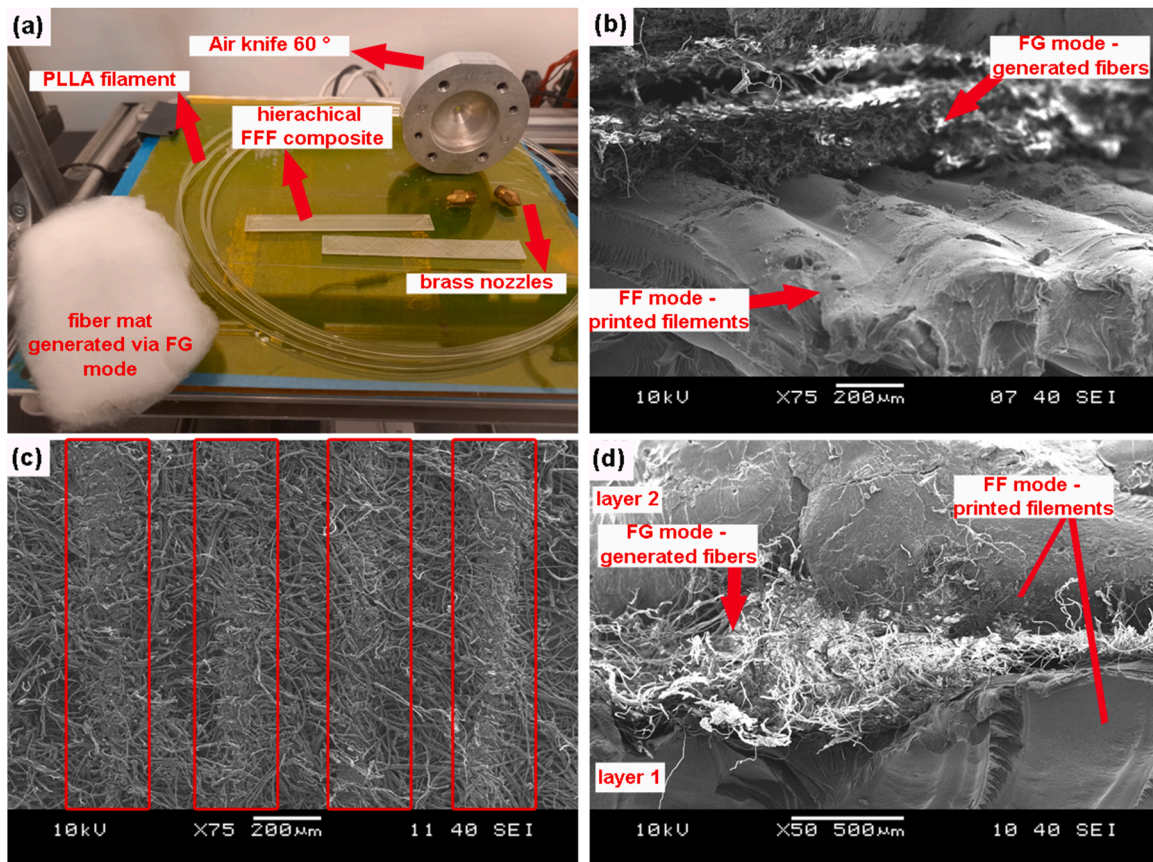 (a)
Air knife 60 °
PLLA filament
hierachical
FFF composite
brass nozzles
fiber mat
generated via FG
mode
(b)
FG mode -
generated fibers
FF mode -
printed filements
10kV X75 200μm 07 40 SEI
(c)
10kV X75 200μm 11 40 SEI
(d)
layer 2
FF mode -
printed filements
FG mode -
generated fibers
layer 1
10kV X50 500μm 10 40 SEI